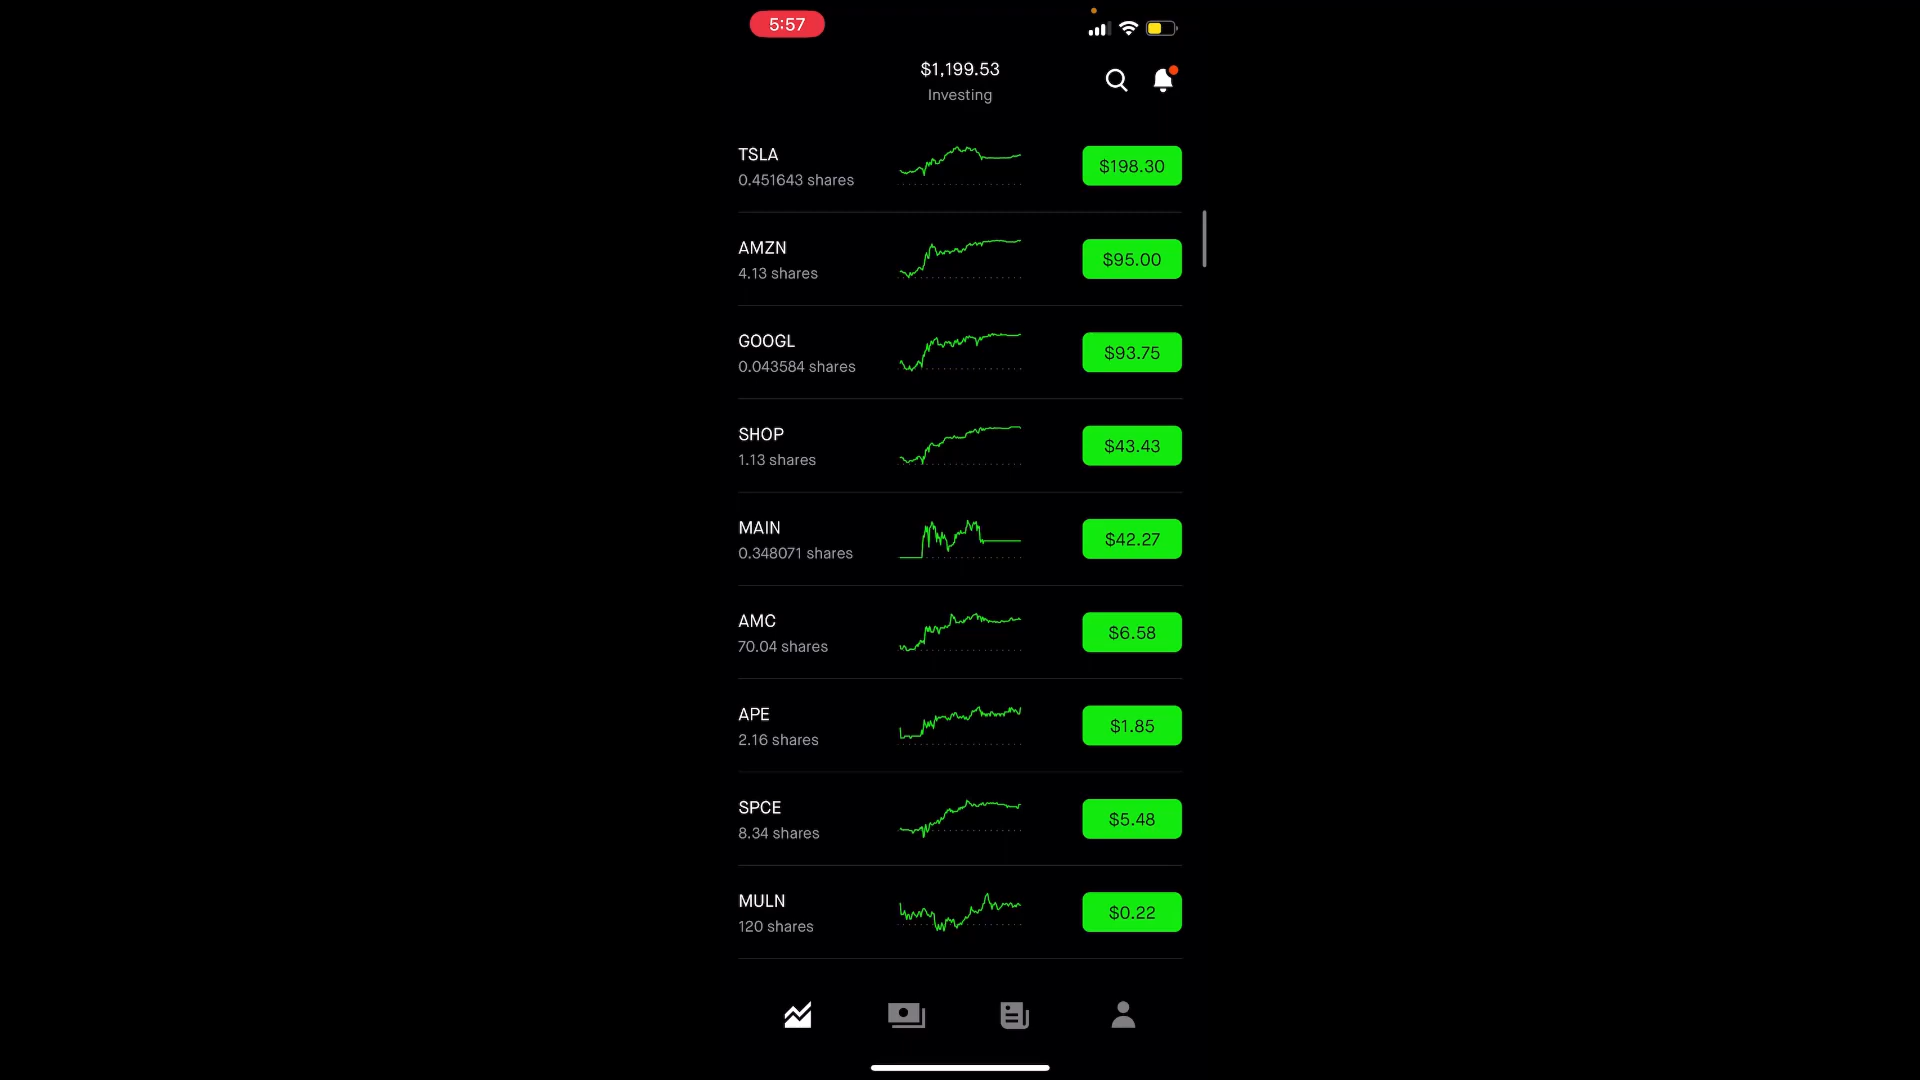 5:57
$1,199.53
Investing
TSLA
0.451643 shares
$198.30
AMZN
4.13 shares
$95.00
GOOGL
0.043584 shares
$93.75
SHOP
1.13 shares
$43.43
MAIN
0.348071 shares
$42.27
AMC
70.04 shares
$6.58
APE
2.16 shares
$1.85
SPCE
8.34 shares
$5.48
MULN
120 shares
$0.22